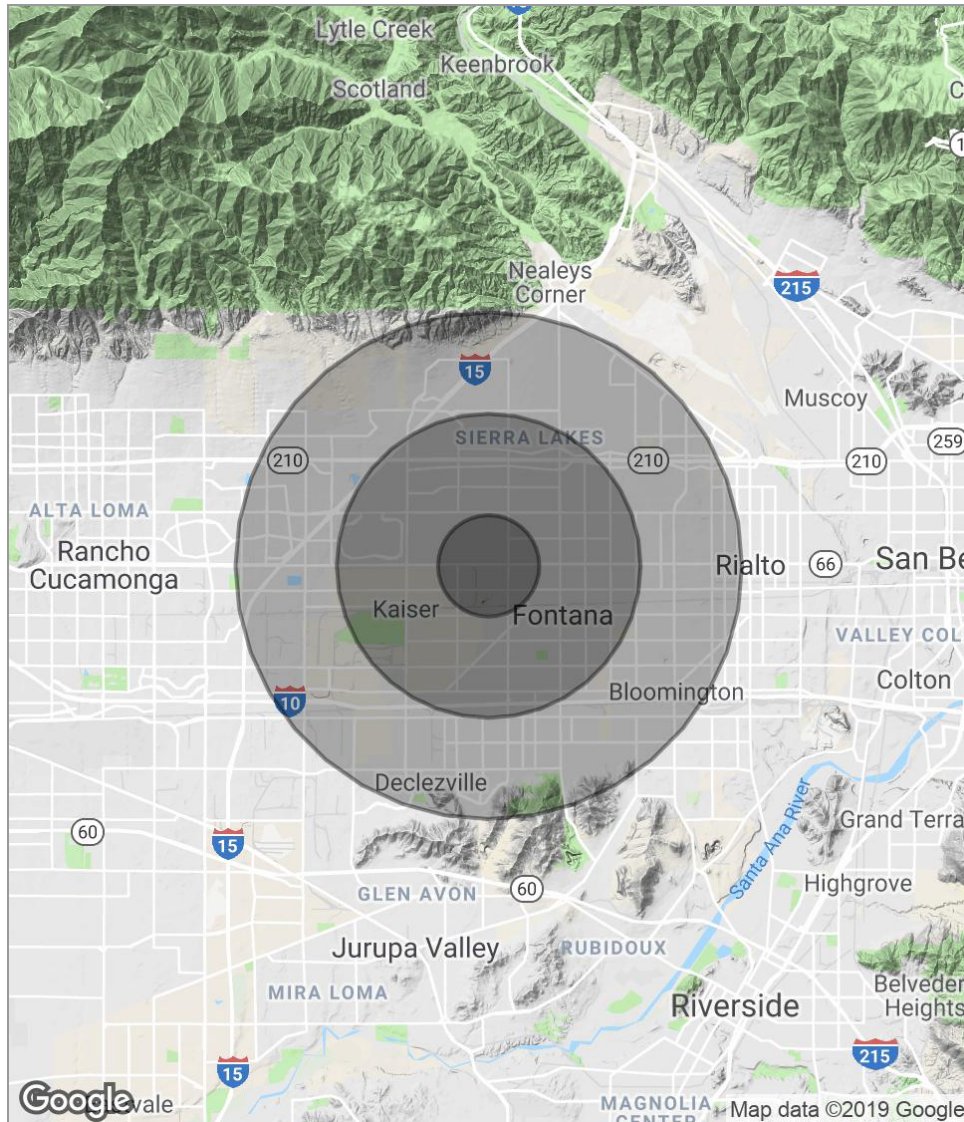 Lytle Creek
Keenbrook
Scotland
Nealeys
Corner
215
15
Muscoy
SIERRA LAKES
259
210
210
210
ALTA LOMA
Rancho
Cucamonga
Rialto
66
San Be
Kaiser
Fontana
VALLEY COL
Colton
Bloomington
10
Declezville
60
15
Santa Ana River
Grand Terra
GLEN AVON
60
Highgrove
Jurupa Valley
RUBIDOUX
MIRA LOMA
Belveder
Heights
Riverside
215
15
Google
vale
MAGNOLIA
CENTER
Map data ©2019 Google